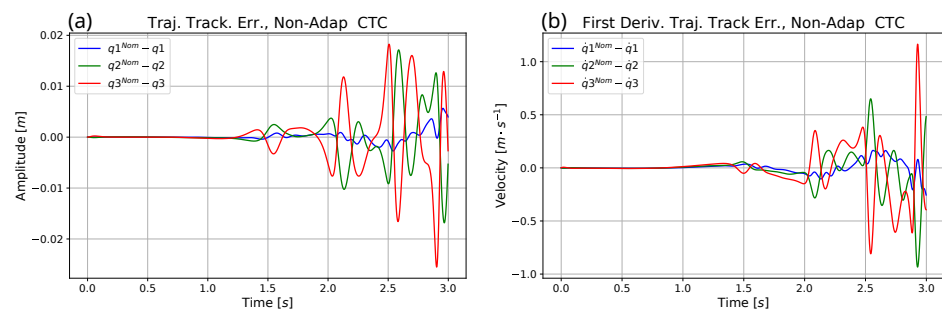 (a) Traj. Track. Err., Non-Adap CTC
0.02
0.01
0.00
−0.01
−0.02
Amplitude [m]
q1^Nom − q1
q2^Nom − q2
q3^Nom − q3
0.0 0.5 1.0 1.5 2.0 2.5 3.0
Time [s]
(b) First Deriv. Traj. Track Err., Non-Adap CTC
1.0
0.5
0.0
−0.5
−1.0
Velocity [m · s⁻¹]
q̇1^Nom − q̇1
q̇2^Nom − q̇2
q̇3^Nom − q̇3
0.0 0.5 1.0 1.5 2.0 2.5 3.0
Time [s]